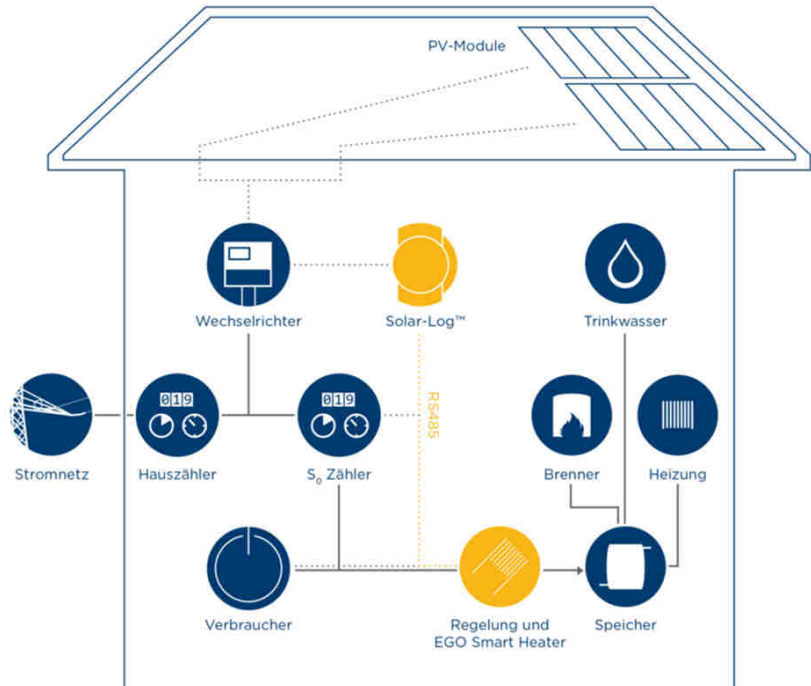 PV-Module
Wechselrichter
Solar-Log™
Trinkwasser
019
019
RS485
Stromnetz
Hauszähler
S₀ Zähler
Brenner
Heizung
Verbraucher
Regelung und
EGO Smart Heater
Speicher